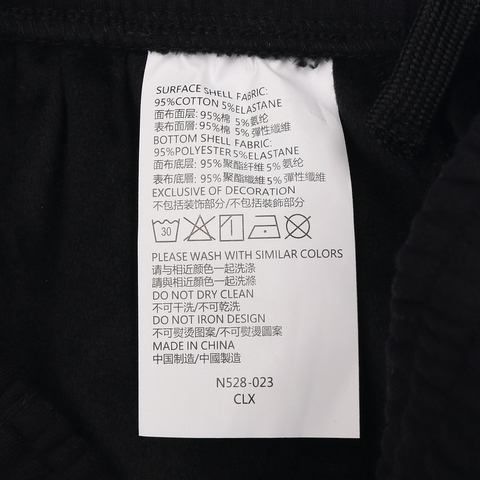 SURFACE SHELL FABRIC:
95%COTTON 5%ELASTANE
面布面层: 95%棉 5%氨纶
表布面層: 95%棉 5%彈性纖維
BOTTOM SHELL FABRIC:
95%POLYESTER5%ELASTANE
面布底层: 95%聚酯纤维5%氨纶
表布底層: 95%聚酯纖維5%彈性纖維
EXCLUSIVE OF DECORATION
不包括装饰部分/不包括裝飾部分
30
PLEASE WASH WITH SIMILAR COLORS
请与相近颜色一起洗涤
請與相近顏色一起洗滌
DO NOT DRY CLEAN
不可干洗/不可乾洗
DO NOT IRON DESIGN
不可熨烫图案/不可熨燙圖案
MADE IN CHINA
中国制造/中國製造
N528-023
CLX